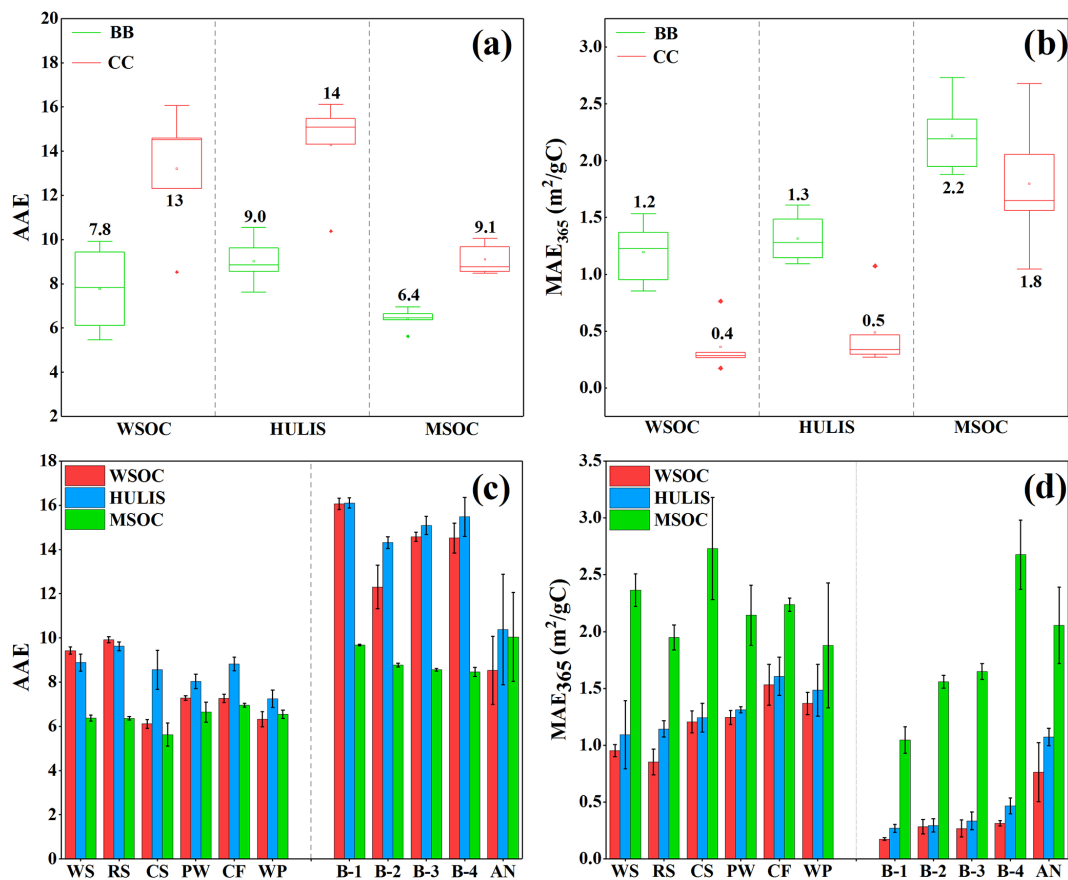 (a)
BB
CC
AAE
20
18
16
14
12
10
8
6
4
2
7.8
13
9.0
14
6.4
9.1
WSOC HULIS MSOC
(b)
BB
CC
MAE365 (m²/gC)
3.0
2.5
2.0
1.5
1.0
0.5
0.0
1.2
0.4
1.3
0.5
2.2
1.8
WSOC HULIS MSOC
(c)
WSOC
HULIS
MSOC
AAE
18
16
14
12
10
8
6
4
2
0
WS RS CS PW CF WP B-1 B-2 B-3 B-4 AN
(d)
WSOC
HULIS
MSOC
MAE365 (m²/gC)
3.5
3.0
2.5
2.0
1.5
1.0
0.5
0.0
WS RS CS PW CF WP B-1 B-2 B-3 B-4 AN